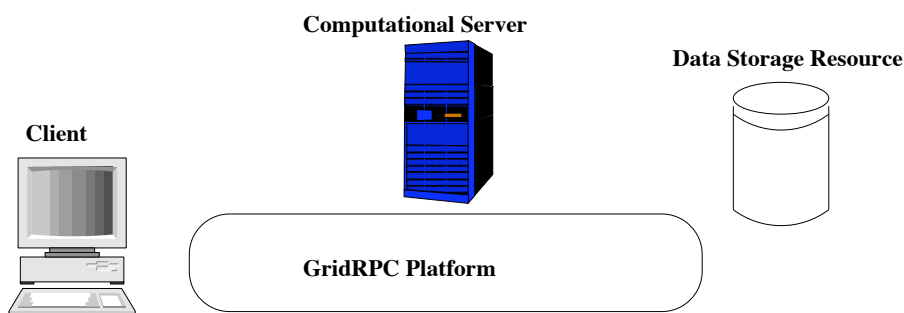 Computational Server
Data Storage Resource
Client
GridRPC Platform